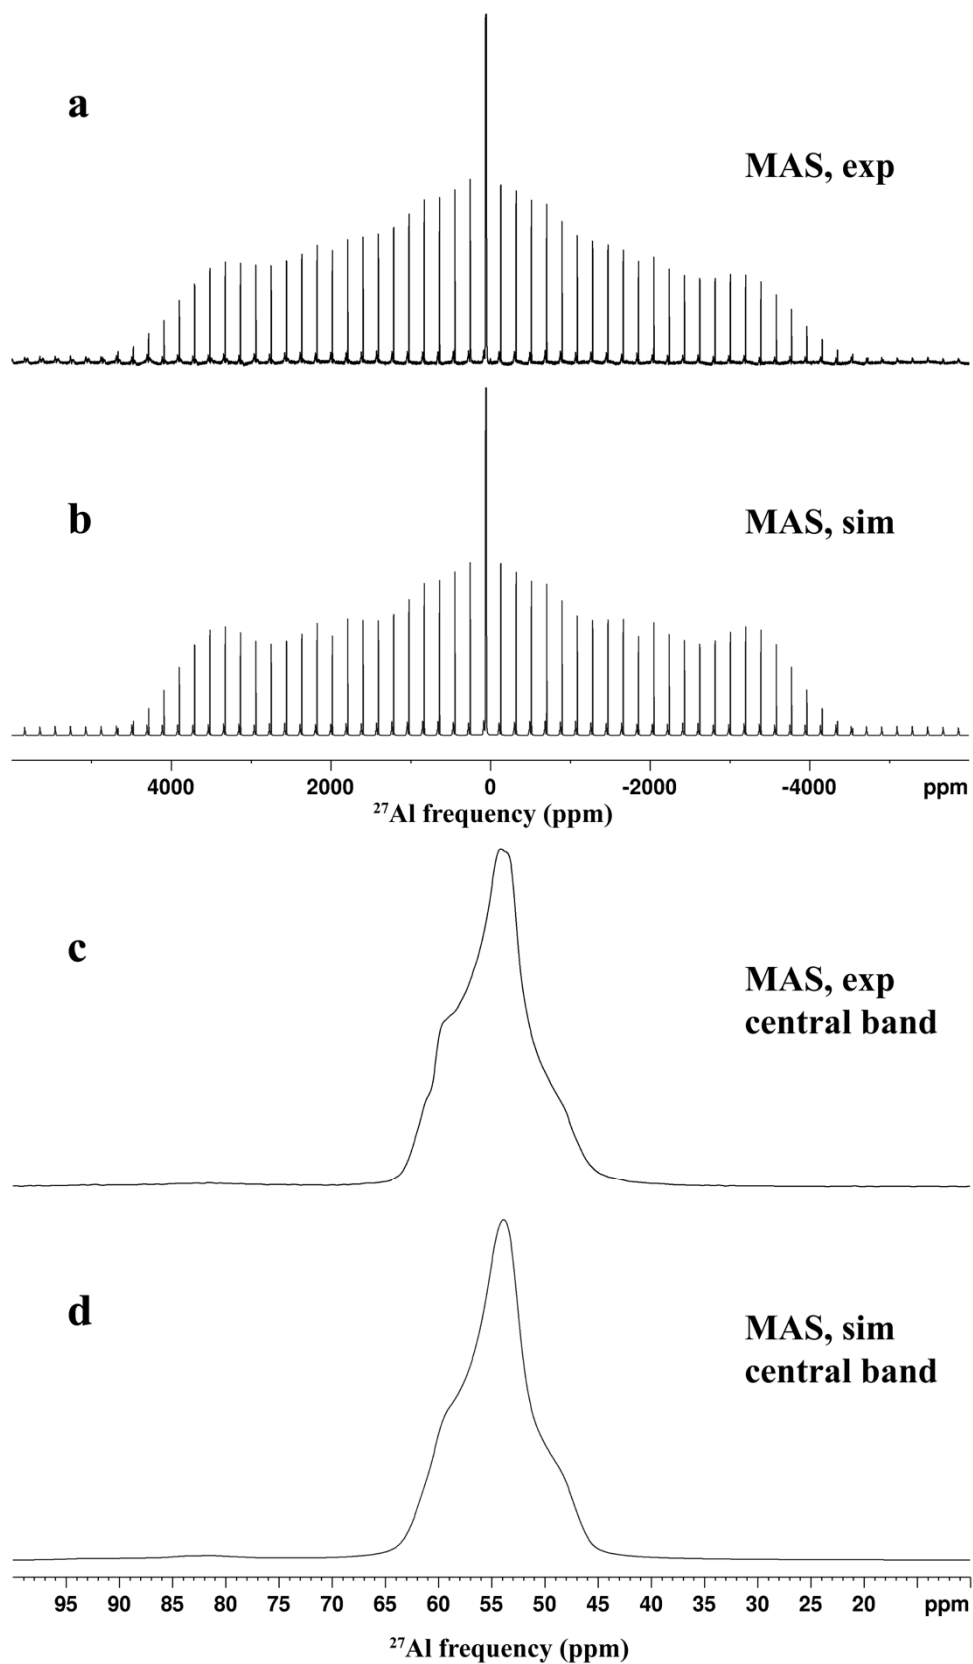 a
MAS, exp
b
MAS, sim
4000 2000 0 -2000 -4000 ppm
27Al frequency (ppm)
c
MAS, exp
central band
d
MAS, sim
central band
95 90 85 80 75 70 65 60 55 50 45 40 35 30 25 20 ppm
27Al frequency (ppm)